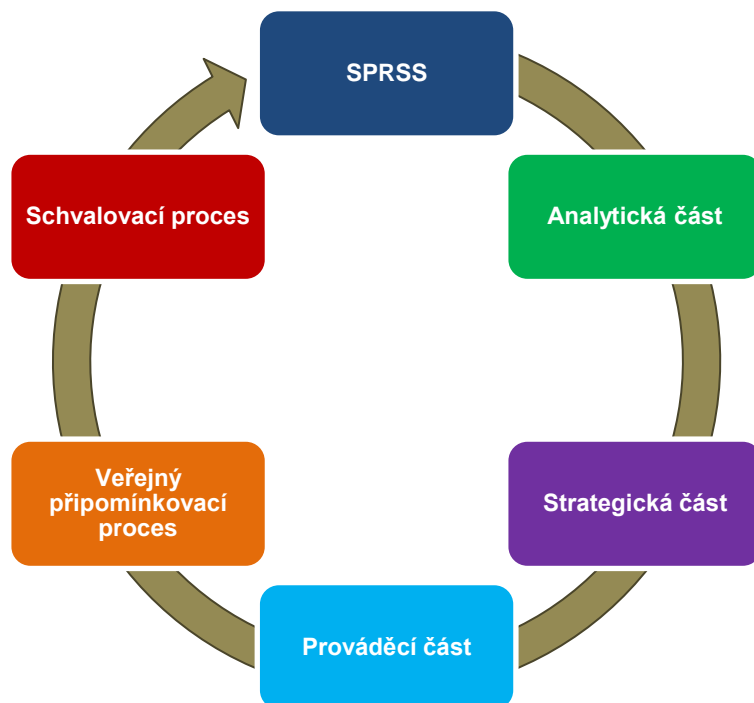 SPRSS
Analytická část
Strategická část
Prováděcí část
Veřejný
připomínkovací
proces
Schvalovací proces